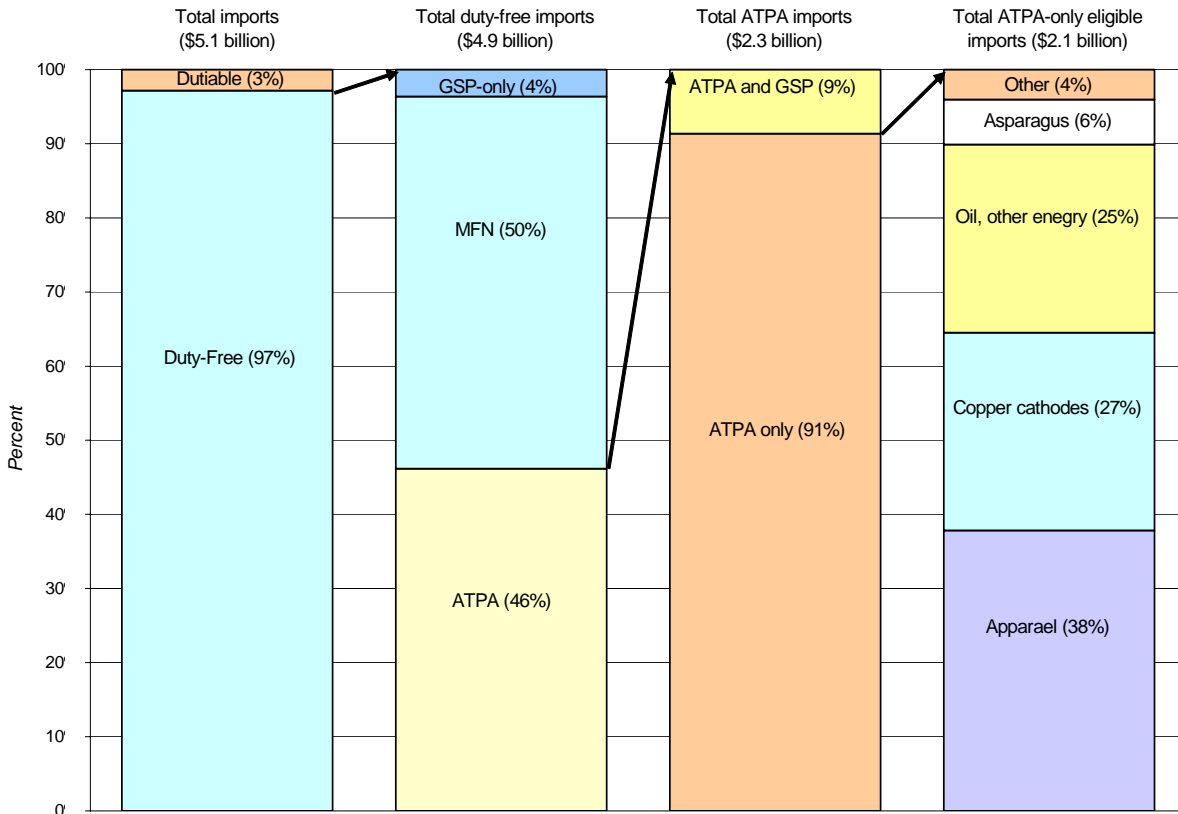 Total imports
($5.1 billion)
Total duty-free imports
($4.9 billion)
Total ATPA imports
($2.3 billion)
Total ATPA-only eligible
imports ($2.1 billion)
Percent
100'
90'
80'
70'
60'
50'
40'
30'
20'
10'
0'
Dutiable (3%)
Duty-Free (97%)
GSP-only (4%)
MFN (50%)
ATPA (46%)
ATPA and GSP (9%)
ATPA only (91%)
Other (4%)
Asparagus (6%)
Oil, other enegry (25%)
Copper cathodes (27%)
Apparael (38%)